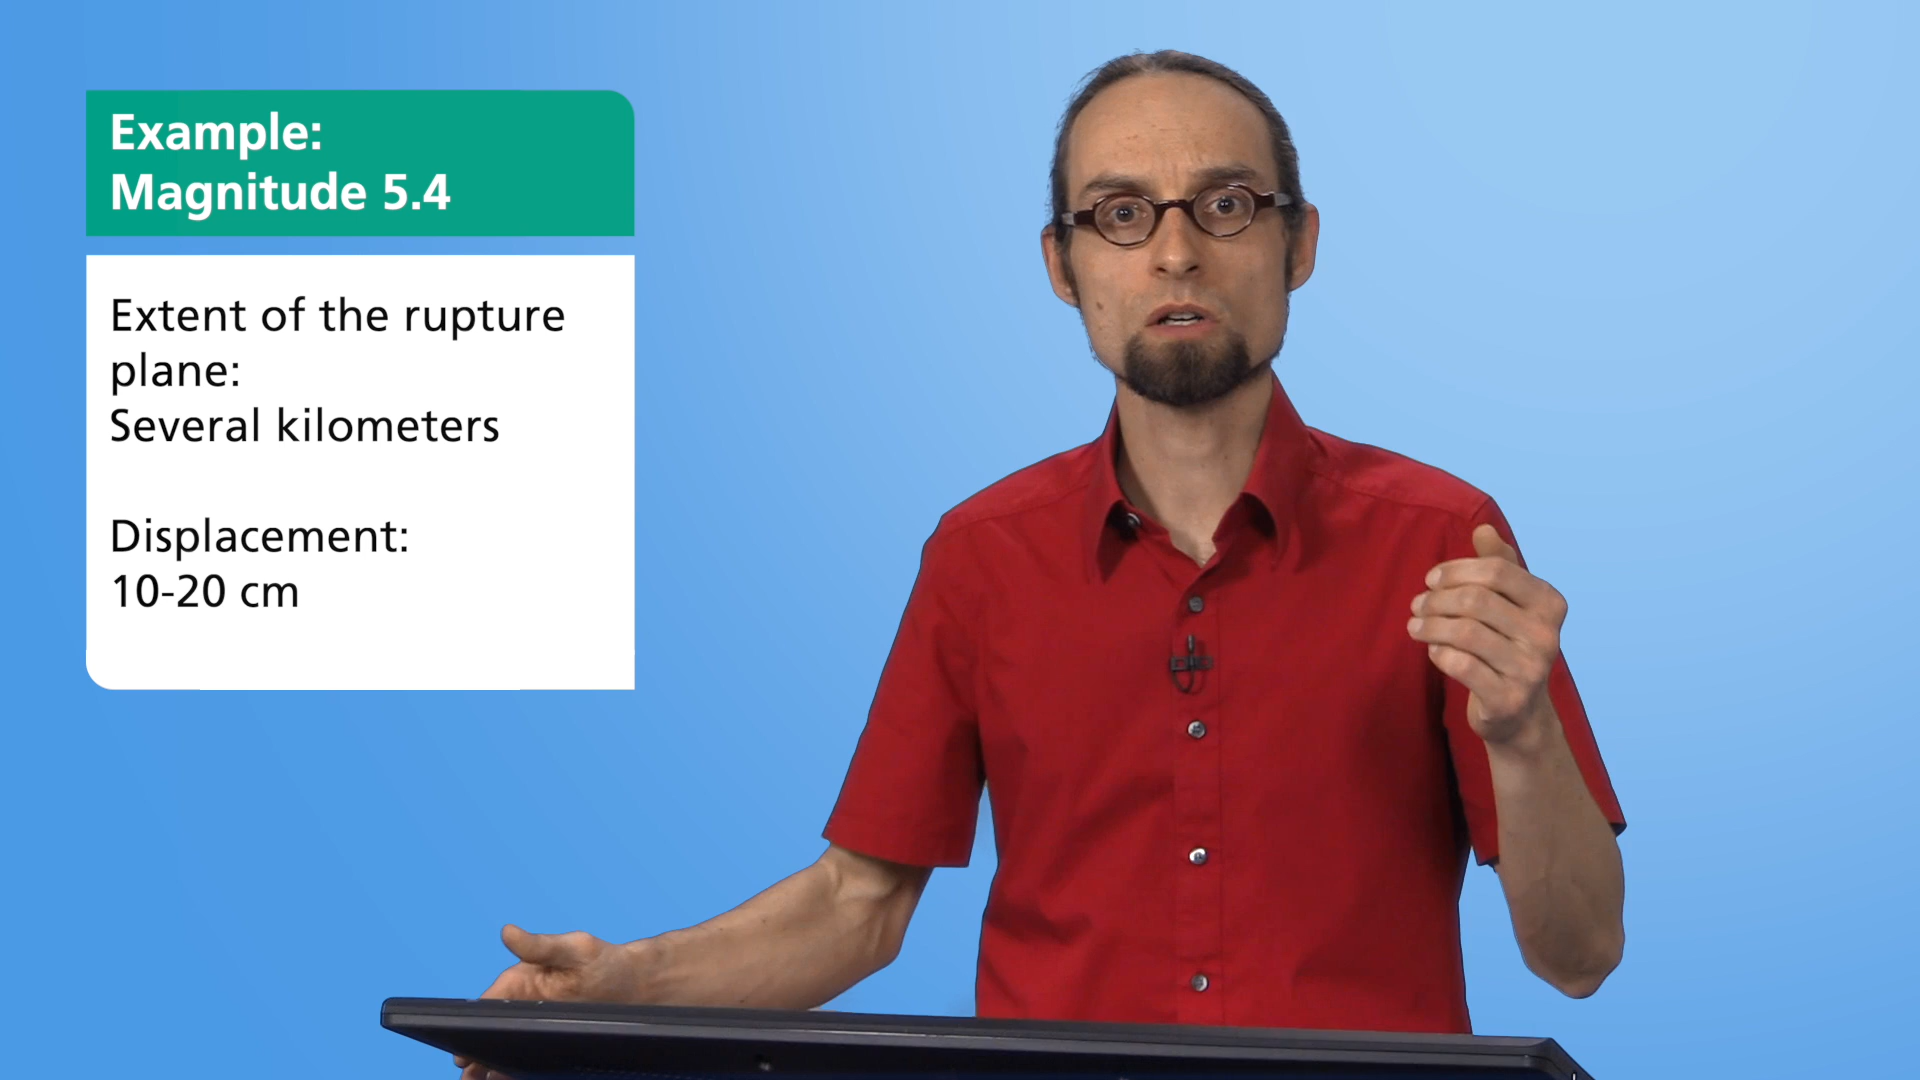 Example:
Magnitude 5.4
Extent of the rupture
plane:
Several kilometers
Displacement:
10-20 cm